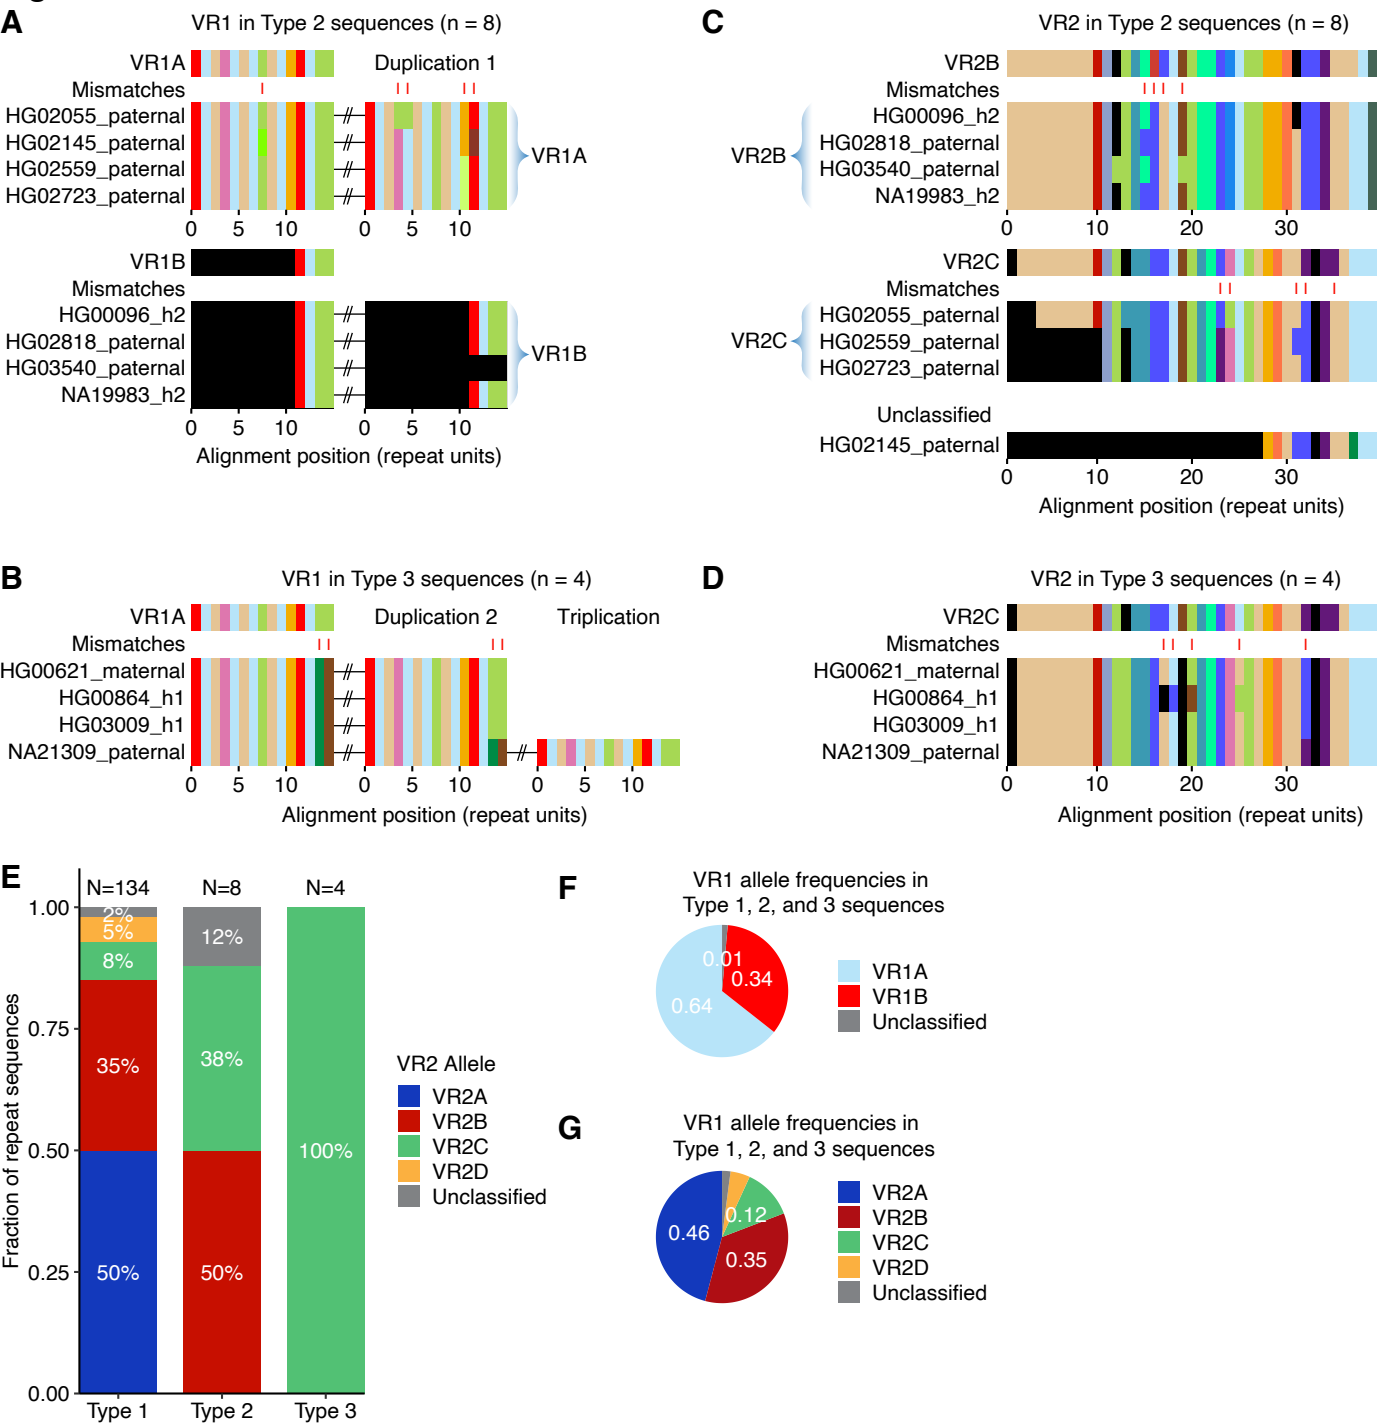 A
VR1 in Type 2 sequences (n = 8)
VR1A
Duplication 1
Mismatches
HG02055_paternal
HG02145_paternal
HG02559_paternal
HG02723_paternal
VR1A
0 5 10 0 5 10
VR1B
Mismatches
HG00096_h2
HG02818_paternal
HG03540_paternal
NA19983_h2
VR1B
0 5 10 0 5 10
Alignment position (repeat units)
C
VR2 in Type 2 sequences (n = 8)
VR2B
Mismatches
HG00096_h2
HG02818_paternal
HG03540_paternal
NA19983_h2
VR2B
0 10 20 30
VR2C
Mismatches
HG02055_paternal
HG02559_paternal
HG02723_paternal
VR2C
Unclassified
HG02145_paternal
0 10 20 30
Alignment position (repeat units)
B
VR1 in Type 3 sequences (n = 4)
VR1A
Duplication 2
Triplication
Mismatches
HG00621_maternal
HG00864_h1
HG03009_h1
NA21309_paternal
0 5 10 0 5 10 0 5 10
Alignment position (repeat units)
D
VR2 in Type 3 sequences (n = 4)
VR2C
Mismatches
HG00621_maternal
HG00864_h1
HG03009_h1
NA21309_paternal
0 10 20 30
Alignment position (repeat units)
E
N=134 N=8 N=4
Fraction of repeat sequences
1.00
0.75
0.50
0.25
0.00
2%
5%
8%
35%
50%
12%
38%
50%
100%
Type 1 Type 2 Type 3
VR2 Allele
VR2A
VR2B
VR2C
VR2D
Unclassified
F
VR1 allele frequencies in
Type 1, 2, and 3 sequences
0.01
0.34
0.64
VR1A
VR1B
Unclassified
G
VR1 allele frequencies in
Type 1, 2, and 3 sequences
0.12
0.46
0.35
VR2A
VR2B
VR2C
VR2D
Unclassified